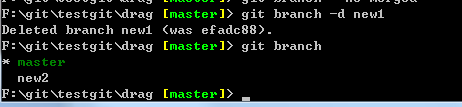 F:\git\testgit\drag [master]> git branch --no-merged
F:\git\testgit\drag [master]> git branch -d new1
Deleted branch new1 (was efadc88).
F:\git\testgit\drag [master]> git branch
* master
new2
F:\git\testgit\drag [master]> _